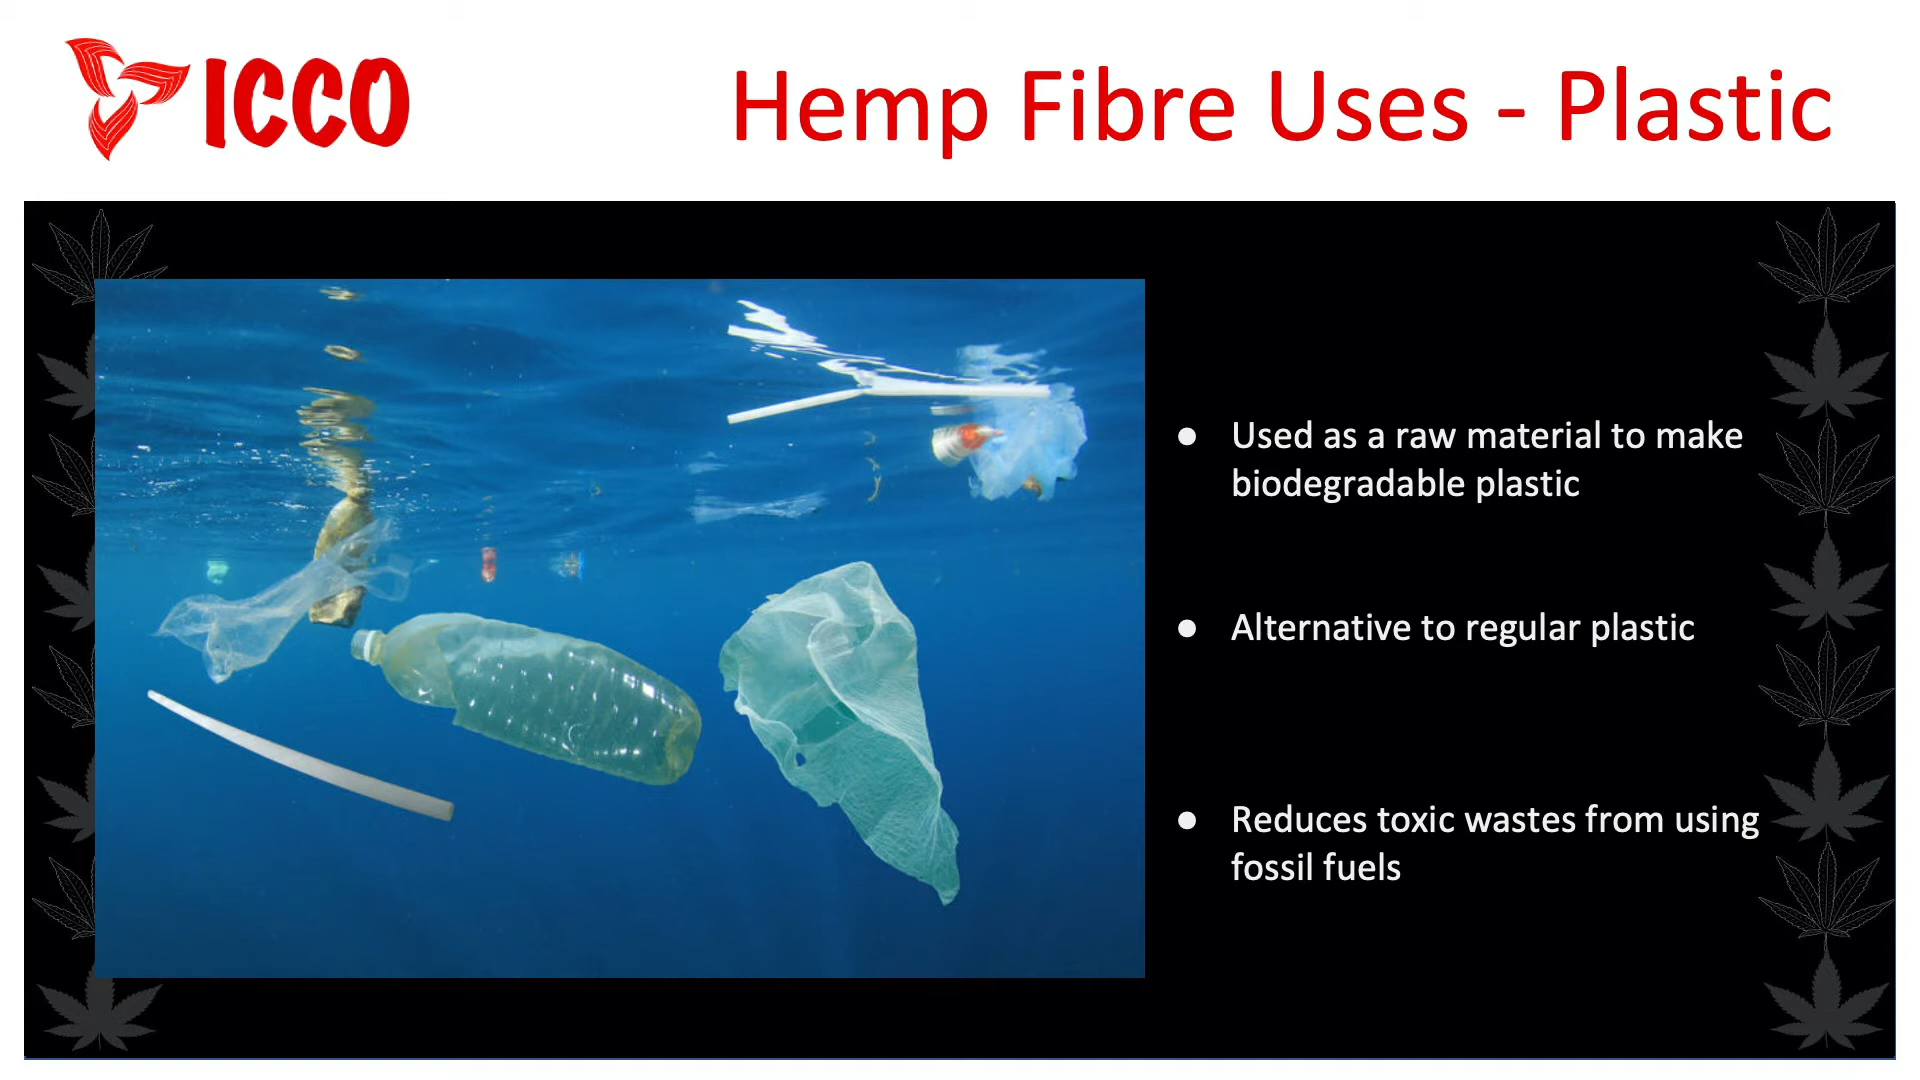 ICCO
Hemp Fibre Uses - Plastic
● Used as a raw material to make
biodegradable plastic
● Alternative to regular plastic
● Reduces toxic wastes from using
fossil fuels